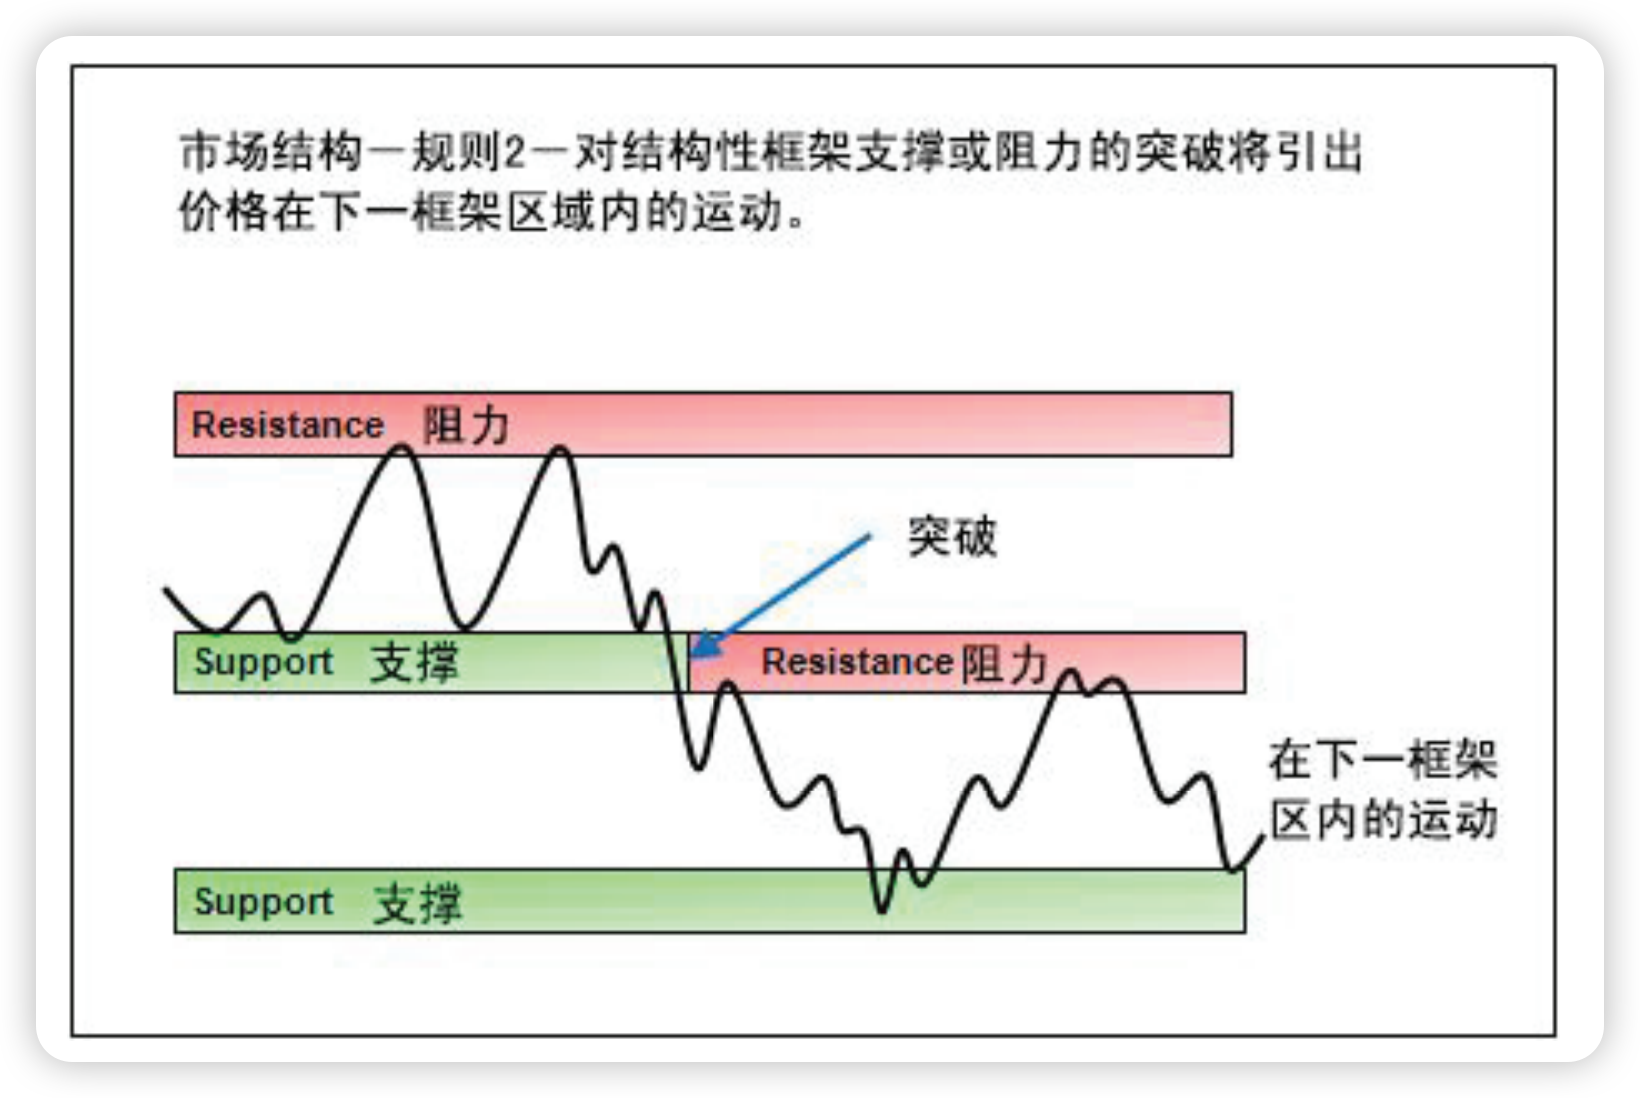 市场结构－规则2－对结构性框架支撑或阻力的突破将引出
价格在下一框架区域内的运动。
Resistance 阻力
突破
Support 支撑
Resistance 阻力
在下一框架
区内的运动
Support 支撑